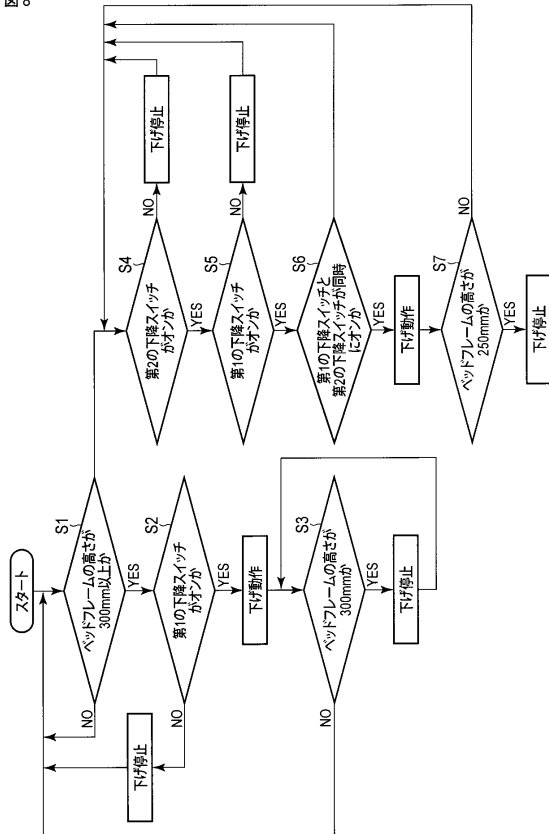 図。
スタート
S1
ベッドフレームの高さが
300mm以上か
NO
YES
S2
第1の下降スイッチ
がオンか
NO
YES
下げ停止
下げ動作
S3
ベッドフレームの高さが
300mmか
NO
YES
下げ停止
S4
第2の下降スイッチ
がオンか
NO
YES
下げ停止
S5
第1の下降スイッチ
がオンか
NO
YES
下げ停止
S6
第1の下降スイッチと
第2の下降スイッチが同時
にオンか
YES
下げ動作
S7
ベッドフレームの高さが
250mmか
NO
YES
下げ停止